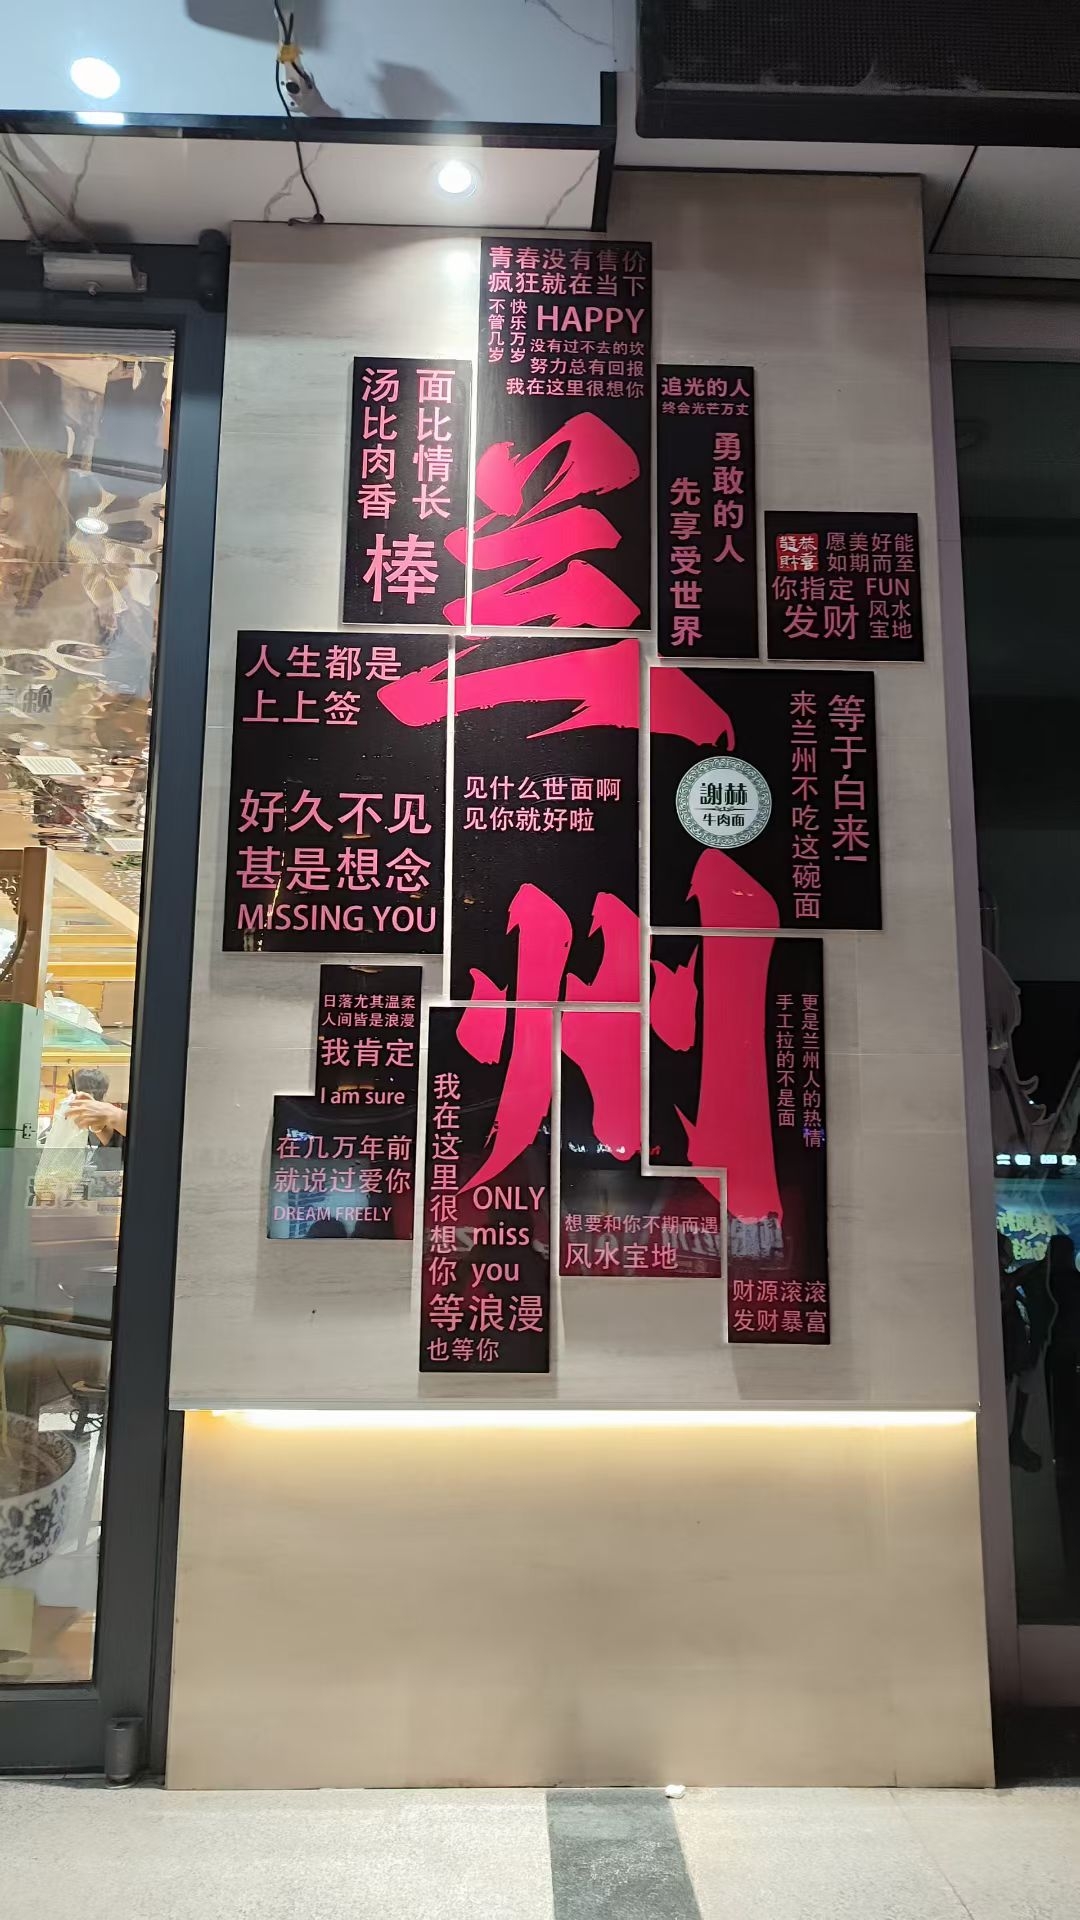 青春没有售价
疯狂就在当下
不管几岁
快乐万岁
HAPPY
没有过不去的坎
努力总有回报
我在这里很想你
面比情长
汤比肉香
棒
追光的人
终会光芒万丈
勇敢的人
先享受世界
恭喜發財
愿美好能
如期而至
你指定 FUN
发财
风水
宝地
兰州
人生都是
上上签
好久不见
甚是想念
MISSING YOU
见什么世面啊
见你就好啦
謝赫
牛肉面
来兰州不吃这碗面
等于白来!
日落尤其温柔
人间皆是浪漫
我肯定
I am sure
在几万年前
就说过爱你
DREAM FREELY
我在这里很想你
ONLY
miss
you
等浪漫
也等你
想要和你不期而遇
风水宝地
手工拉的不是面
更是兰州人的热情
财源滚滚
发财暴富